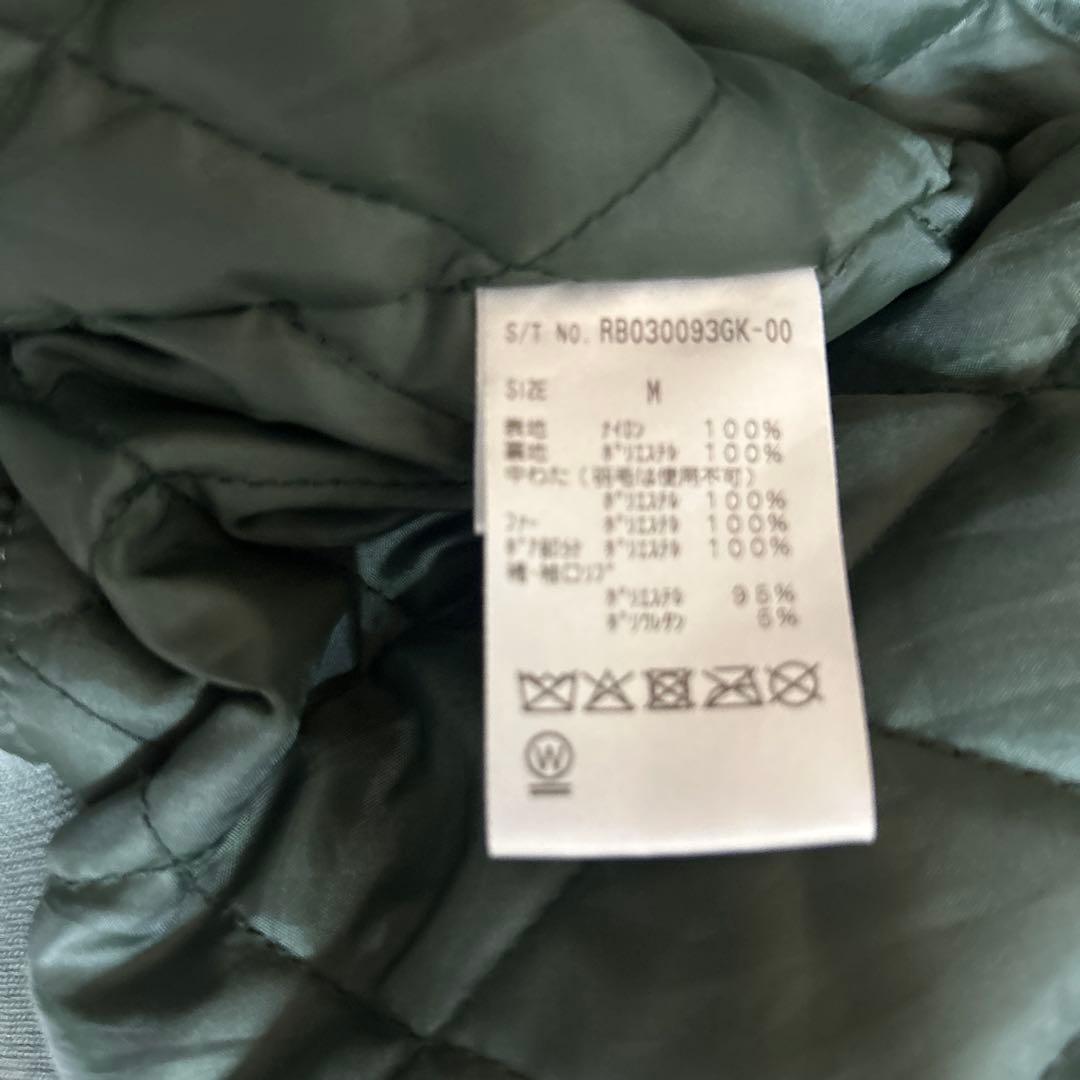 S/T NO. RB030093GK-00
SIZE M
表地 ﾅｲﾛﾝ 100%
裏地 ﾎﾟﾘｴｽﾃﾙ 100%
中わた(羽毛は使用不可)
ﾎﾟﾘｴｽﾃﾙ 100%
ﾌｧｰ ﾎﾟﾘｴｽﾃﾙ 100%
ﾎﾞｱ部分 ﾎﾟﾘｴｽﾃﾙ 100%
裾･袖口ﾘﾌﾞ
ﾎﾟﾘｴｽﾃﾙ 95%
ﾎﾟﾘｳﾚﾀﾝ 5%
W